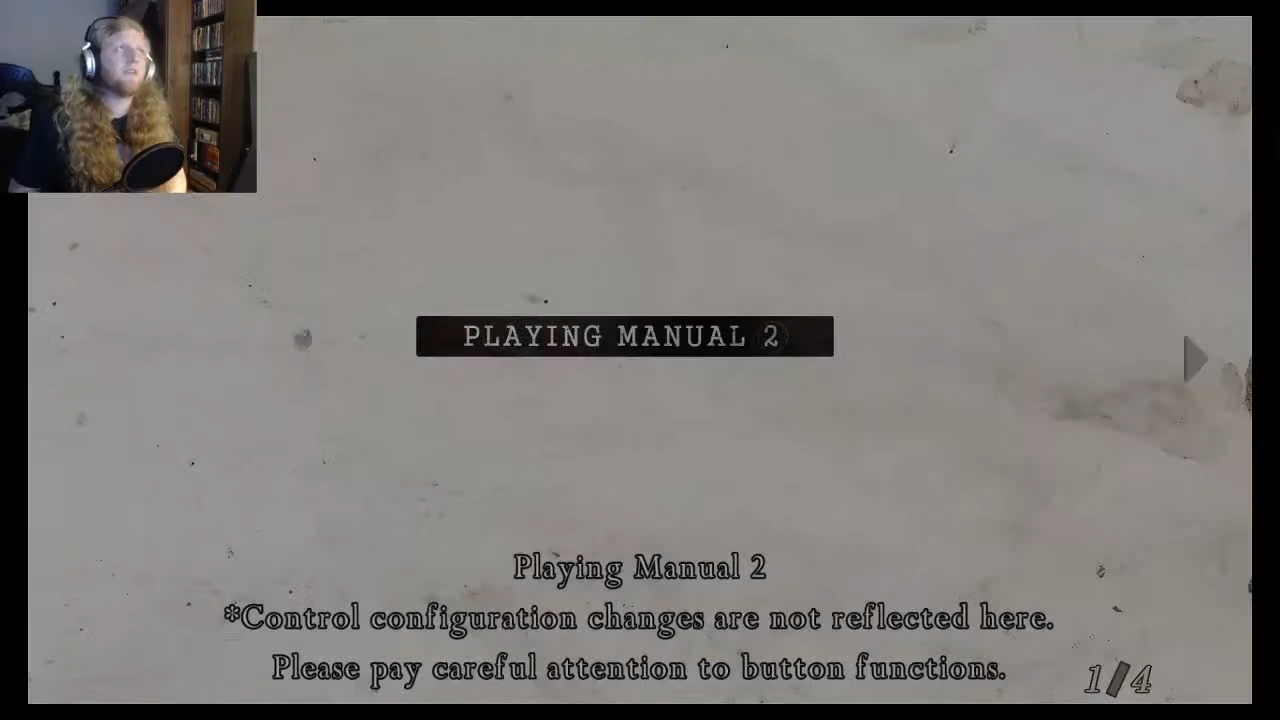 PLAYING MANUAL 2
Playing Manual 2
*Control configuration changes are not reflected here.
Please pay careful attention to button functions.
1/4